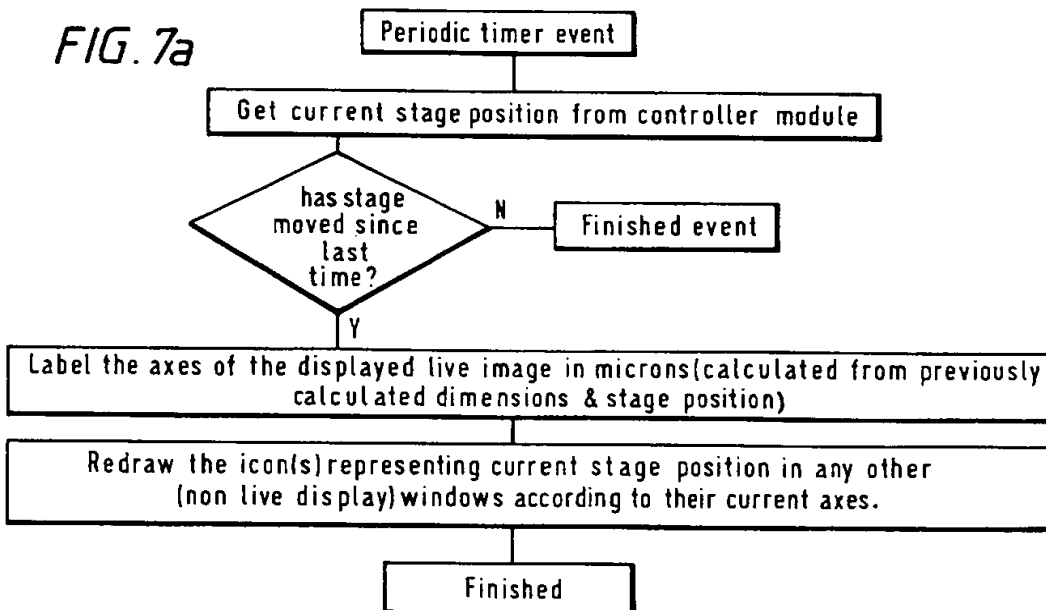 FIG. 7a
Periodic timer event
Get current stage position from controller module
has stage
moved since
last
time?
N
Finished event
Y
Label the axes of the displayed live image in microns(calculated from previously
calculated dimensions & stage position)
Redraw the icon(s) representing current stage position in any other
(non live display) windows according to their current axes.
Finished